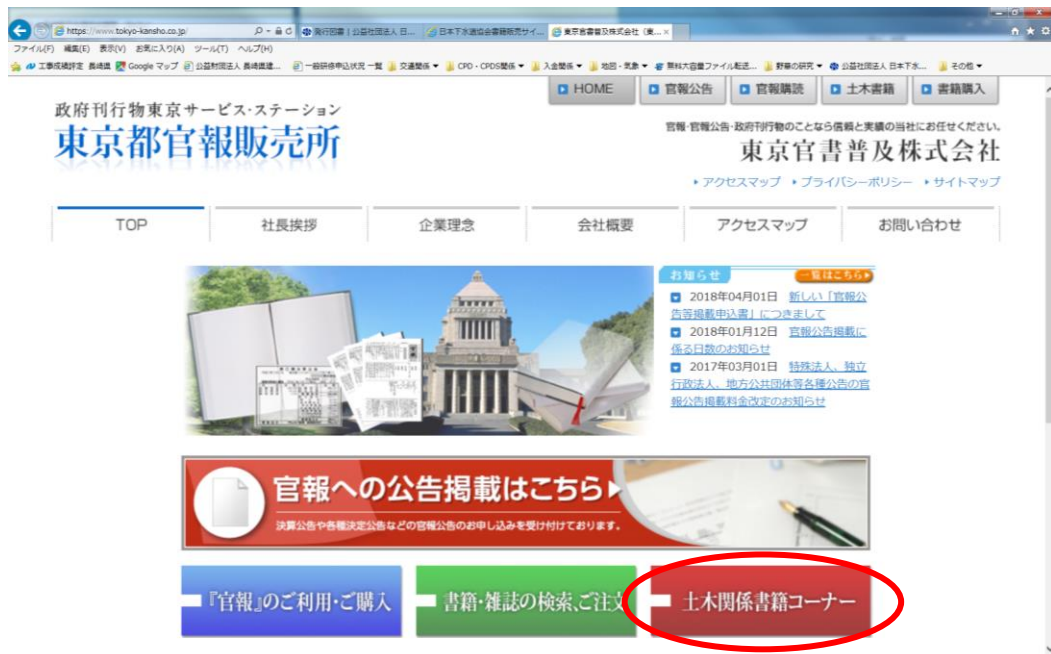 https://www.tokyo-kansho.co.jp/
発行図書 | 公益社団法人 日...
日本下水道協会書籍販売サイ...
東京官書普及株式会社 (東...
ファイル(F) 編集(E) 表示(V) お気に入り(A) ツール(T) ヘルプ(H)
工事成績評定 長崎県 Google マップ 公益財団法人 長崎県建... 一般研修申込状況一覧 交通関係 CPD・CPDS関係 入金関係 地図・気象 無料大容量ファイル転送... 野幕の研究 公益社団法人 日本下水... その他
HOME 官報公告 官報購読 土木書籍 書籍購入
政府刊行物東京サービス・ステーション
東京都官報販売所
官報・官報公告・政府刊行物のことなら信頼と実績の当社にお任せください。
東京官書普及株式会社
アクセスマップ プライバシーポリシー サイトマップ
TOP 社長挨拶 企業理念 会社概要 アクセスマップ お問い合わせ
お知らせ 一覧はこちら
2018年04月01日 新しい「官報公
告等掲載申込書」につきまして
2018年01月12日 官報公告掲載に
係る日数のお知らせ
2017年03月01日 特殊法人、独立
行政法人、地方公共団体等各種公告の官
報公告掲載料金改定のお知らせ
官報への公告掲載はこちら
決算公告や各種決定公告などの官報公告のお申し込みを受け付けております。
『官報』のご利用・ご購入
書籍・雑誌の検索、ご注文
土木関係書籍コーナー